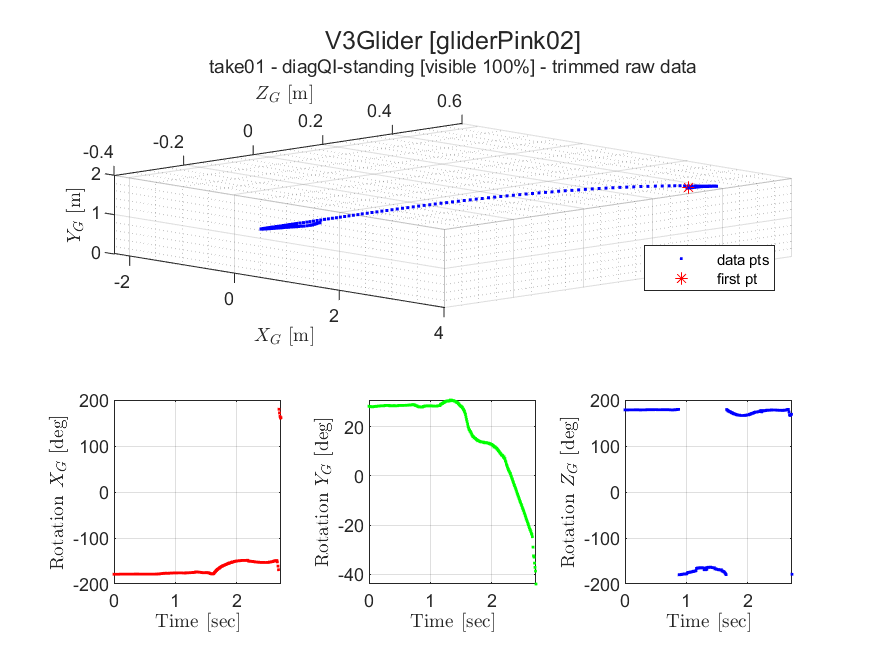 V3Glider [gliderPink02]
take01 - diagQI-standing [visible 100%] - trimmed raw data
Z_G [m]
-0.4 -0.2 0 0.2 0.4 0.6
Y_G [m]
2
1
0
-2 0 2 4
X_G [m]
data pts
first pt
Rotation X_G [deg]
200
100
0
-100
-200
0 1 2
Time [sec]
Rotation Y_G [deg]
20
0
-20
-40
0 1 2
Time [sec]
Rotation Z_G [deg]
200
100
0
-100
-200
0 1 2
Time [sec]